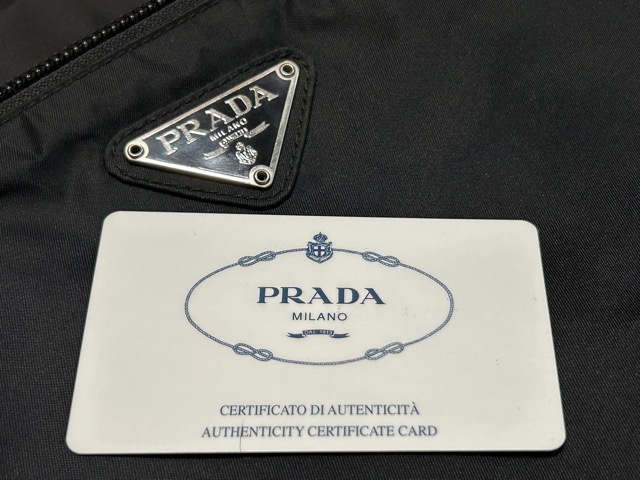 PRADA
MILANO
PRADA
MILANO
DAL 1913
CERTIFICATO DI AUTENTICITÀ
AUTHENTICITY CERTIFICATE CARD